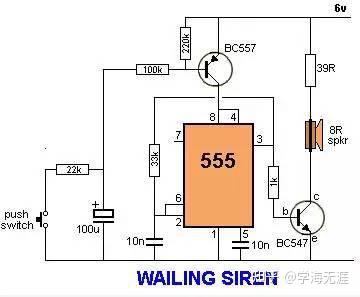 6v
220k
BC557
100k
39R
8
4
7
3
8R
spkr
555
33k
1k
22k
6
2
c
b
e
push
switch
100u
10n
1
5
10n
BC547
WAILING SIREN
知乎 @学海无涯